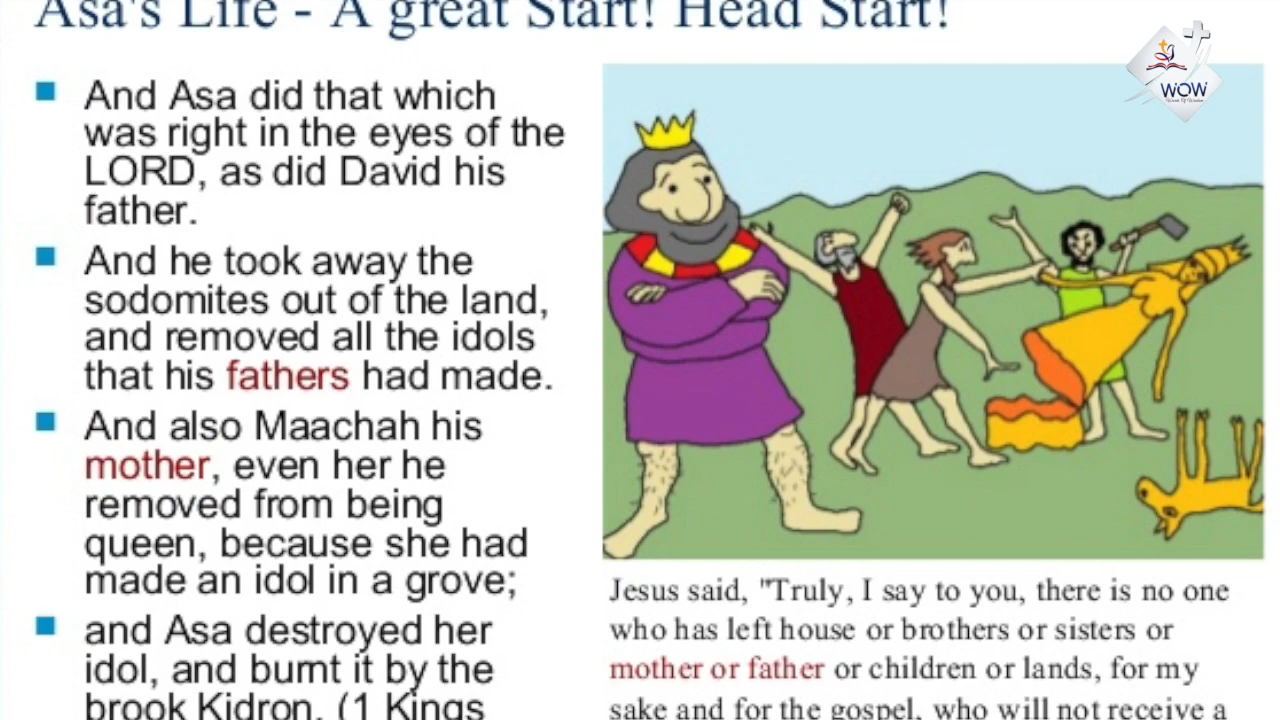 Asa's Life - A great Start! Head Start!
And Asa did that which
was right in the eyes of the
LORD, as did David his
father.
And he took away the
sodomites out of the land,
and removed all the idols
that his fathers had made.
And also Maachah his
mother, even her he
removed from being
queen, because she had
made an idol in a grove;
and Asa destroyed her
idol, and burnt it by the
brook Kidron. (1 Kings
WOW
Jesus said, "Truly, I say to you, there is no one
who has left house or brothers or sisters or
mother or father or children or lands, for my
sake and for the gospel, who will not receive a